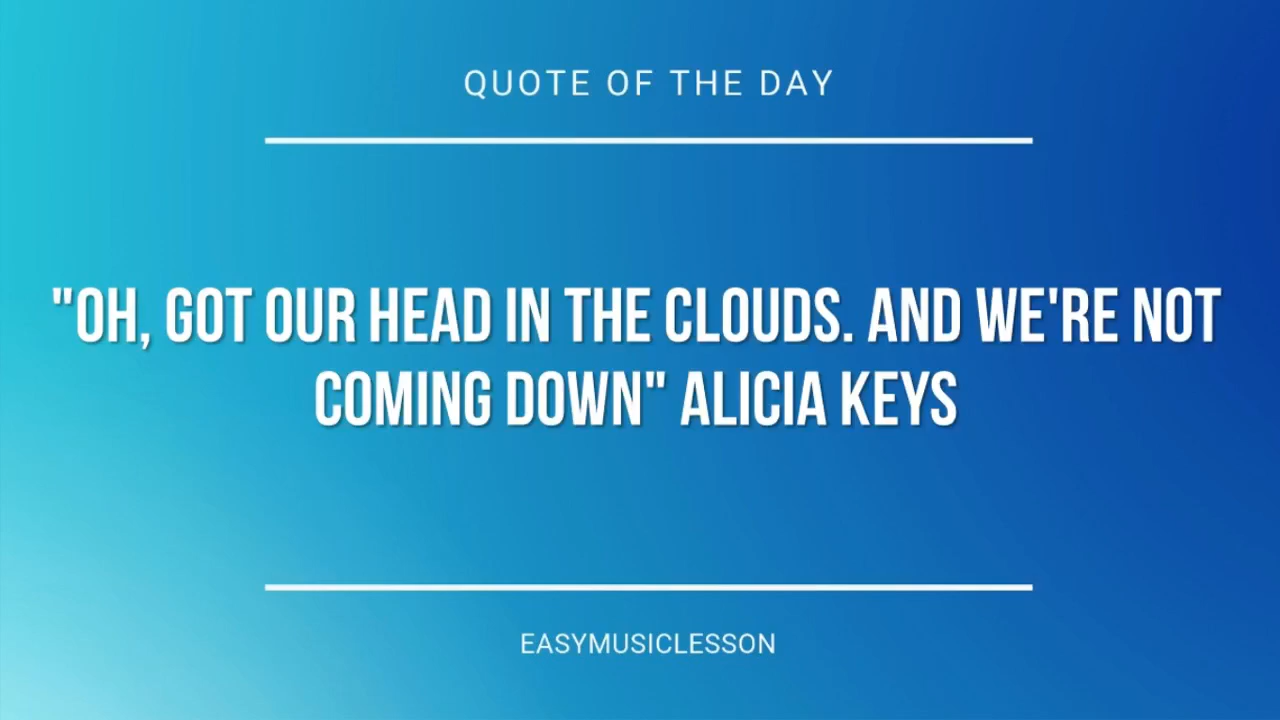 QUOTE OF THE DAY
"OH, GOT OUR HEAD IN THE CLOUDS. AND WE'RE NOT
COMING DOWN" ALICIA KEYS
EASYMUSICLESSON